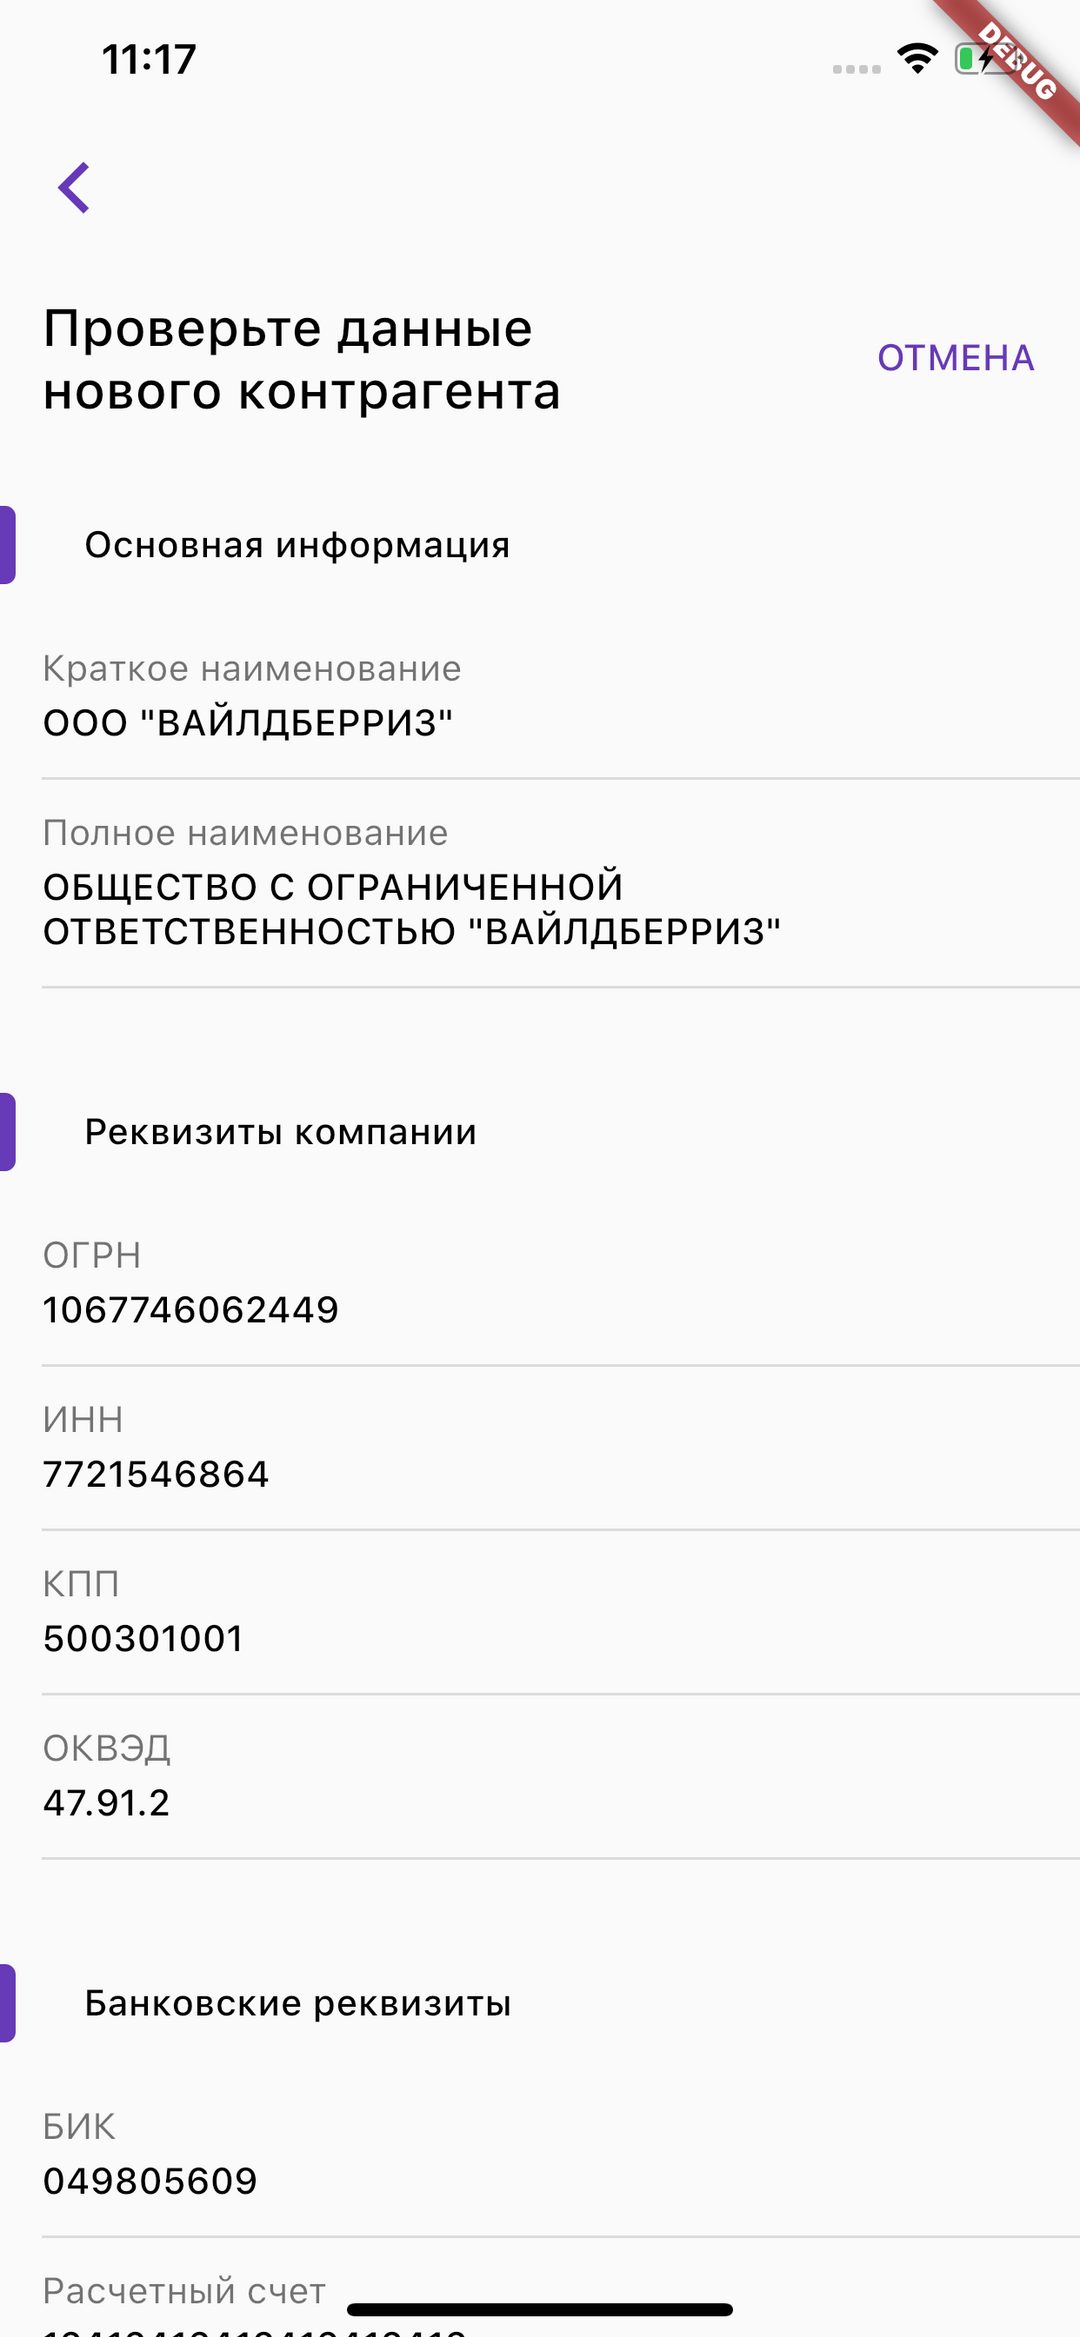 11:17
DEBUG
Проверьте данные
нового контрагента
ОТМЕНА
Основная информация
Краткое наименование
ООО "ВАЙЛДБЕРРИЗ"
Полное наименование
ОБЩЕСТВО С ОГРАНИЧЕННОЙ
ОТВЕТСТВЕННОСТЬЮ "ВАЙЛДБЕРРИЗ"
Реквизиты компании
ОГРН
1067746062449
ИНН
7721546864
КПП
500301001
ОКВЭД
47.91.2
Банковские реквизиты
БИК
049805609
Расчетный счет